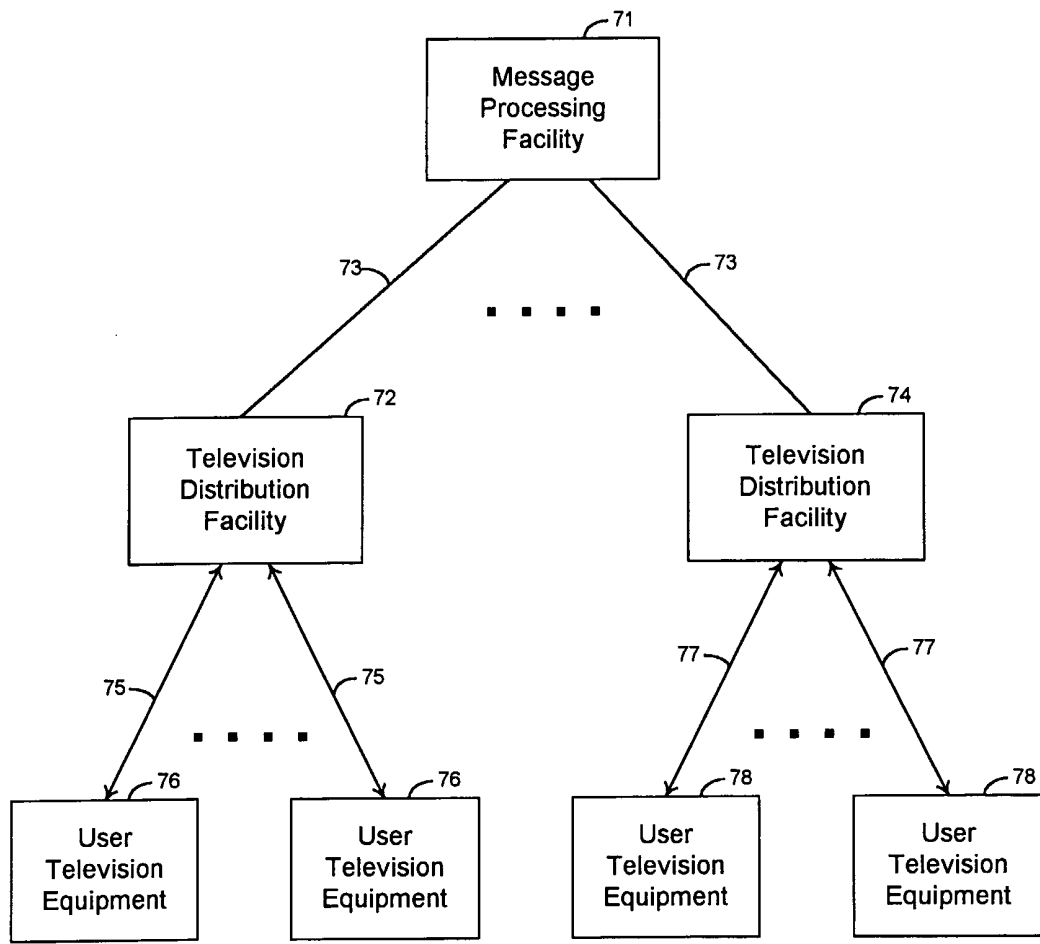 71
Message
Processing
Facility
73
73
72
74
Television
Distribution
Facility
Television
Distribution
Facility
75
75
77
77
76
76
78
78
User
Television
Equipment
User
Television
Equipment
User
Television
Equipment
User
Television
Equipment